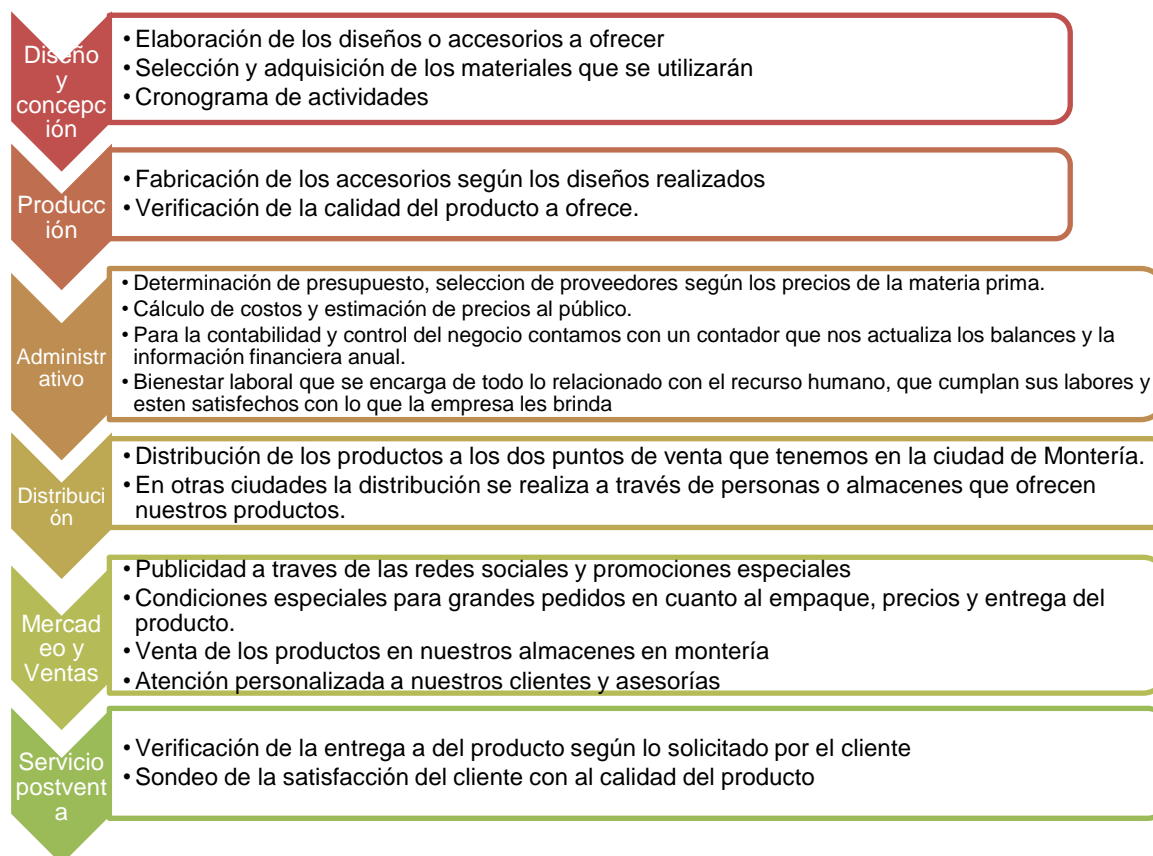 Diseño
y
concepc
ión
• Elaboración de los diseños o accesorios a ofrecer
• Selección y adquisición de los materiales que se utilizarán
• Cronograma de actividades
Producc
ión
• Fabricación de los accesorios según los diseños realizados
• Verificación de la calidad del producto a ofrece.
Administr
ativo
• Determinación de presupuesto, seleccion de proveedores según los precios de la materia prima.
• Cálculo de costos y estimación de precios al público.
• Para la contabilidad y control del negocio contamos con un contador que nos actualiza los balances y la
información financiera anual.
• Bienestar laboral que se encarga de todo lo relacionado con el recurso humano, que cumplan sus labores y
esten satisfechos con lo que la empresa les brinda
Distribuci
ón
• Distribución de los productos a los dos puntos de venta que tenemos en la ciudad de Montería.
• En otras ciudades la distribución se realiza a través de personas o almacenes que ofrecen
nuestros productos.
Mercad
eo y
Ventas
• Publicidad a traves de las redes sociales y promociones especiales
• Condiciones especiales para grandes pedidos en cuanto al empaque, precios y entrega del
producto.
• Venta de los productos en nuestros almacenes en montería
• Atención personalizada a nuestros clientes y asesorías
Servicio
postvent
a
• Verificación de la entrega a del producto según lo solicitado por el cliente
• Sondeo de la satisfacción del cliente con al calidad del producto